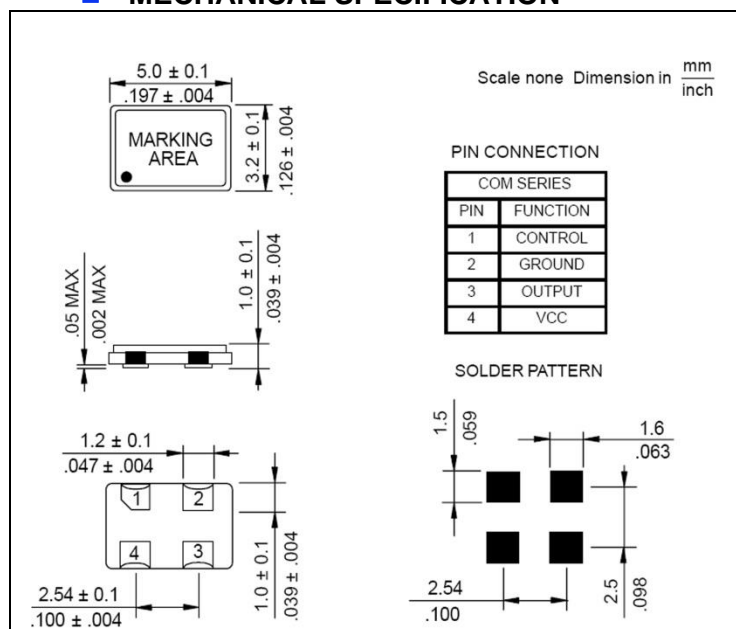 MECHANICAL SPECIFICATION
5.0 ± 0.1
.197 ± .004
MARKING
AREA
3.2 ± 0.1
.126 ± .004
Scale none Dimension in mm
inch
PIN CONNECTION
COM SERIES
PIN FUNCTION
1 CONTROL
2 GROUND
3 OUTPUT
4 VCC
.05 MAX
.002 MAX
1.0 ± 0.1
.039 ± .004
SOLDER PATTERN
1.2 ± 0.1
.047 ± .004
1 2
4 3
1.0 ± 0.1
.039 ± .004
2.54 ± 0.1
.100 ± .004
1.5
.059
1.6
.063
2.54
.100
2.5
.098